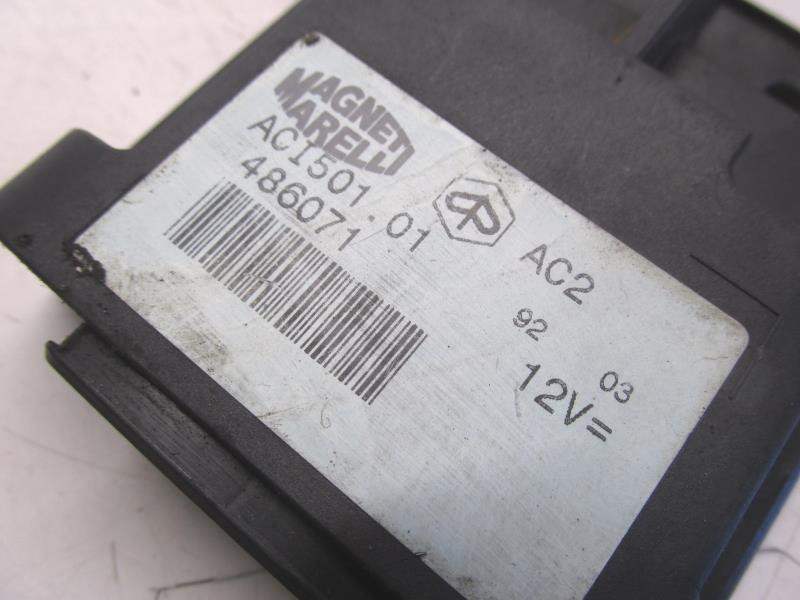 MAGNETI
MARELLI
ACI501.01
486071
AC2
92 03
12V=